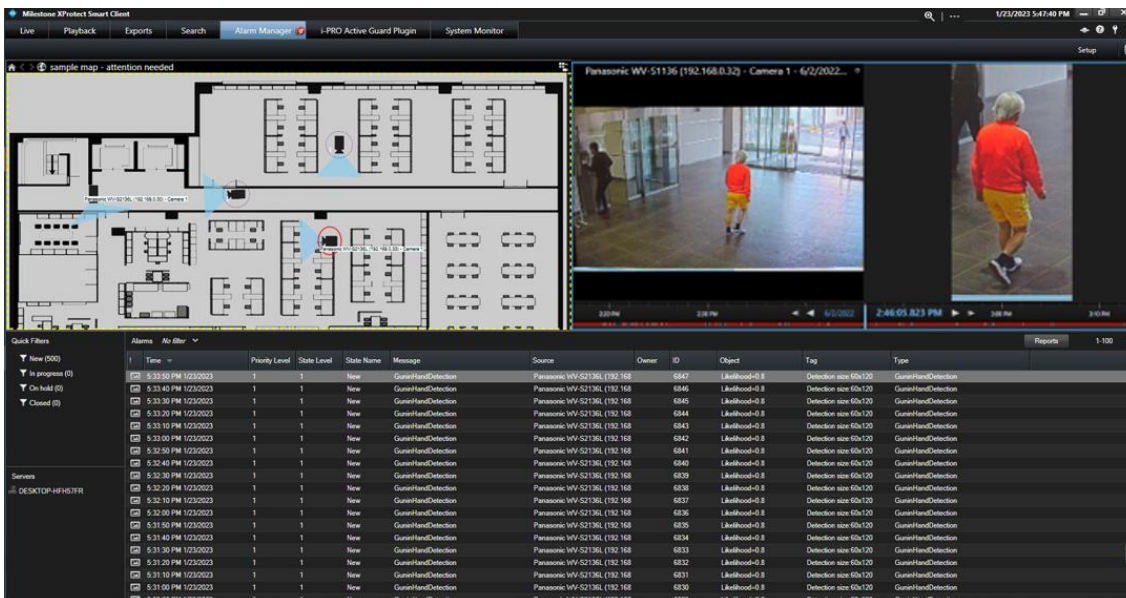 Milestone XProtect Smart Client
1/23/2023 5:47:40 PM
Live Playback Exports Search Alarm Manager i-PRO Active Guard Plugin System Monitor
Setup
sample map - attention needed
Panasonic WV-S1136 (192.168.0.32) - Camera 1 - 6/2/2022...
Panasonic WV-S2136L (192.168.0.30) - Camera 1
Panasonic WV-S2136L (192.168.0.33) - Camera 1
6/2/2022 2:46:05.823 PM
Quick Filters
New (500)
In progress (0)
On hold (0)
Closed (0)
Servers
DESKTOP-HFH57FR
Alarms No filter
Reports 1-100
! Time Priority Level State Level State Name Message Source Owner ID Object Tag Type
5:33:50 PM 1/23/2023 1 1 New GuninHandDetection Panasonic WV-S2136L (192.168 6847 Likelihood=0.8 Detection size:60x120 GuninHandDetection
5:33:40 PM 1/23/2023 1 1 New GuninHandDetection Panasonic WV-S2136L (192.168 6846 Likelihood=0.8 Detection size:60x120 GuninHandDetection
5:33:30 PM 1/23/2023 1 1 New GuninHandDetection Panasonic WV-S2136L (192.168 6845 Likelihood=0.8 Detection size:60x120 GuninHandDetection
5:33:20 PM 1/23/2023 1 1 New GuninHandDetection Panasonic WV-S2136L (192.168 6844 Likelihood=0.8 Detection size:60x120 GuninHandDetection
5:33:10 PM 1/23/2023 1 1 New GuninHandDetection Panasonic WV-S2136L (192.168 6843 Likelihood=0.8 Detection size:60x120 GuninHandDetection
5:33:00 PM 1/23/2023 1 1 New GuninHandDetection Panasonic WV-S2136L (192.168 6842 Likelihood=0.8 Detection size:60x120 GuninHandDetection
5:32:50 PM 1/23/2023 1 1 New GuninHandDetection Panasonic WV-S2136L (192.168 6841 Likelihood=0.8 Detection size:60x120 GuninHandDetection
5:32:40 PM 1/23/2023 1 1 New GuninHandDetection Panasonic WV-S2136L (192.168 6840 Likelihood=0.8 Detection size:60x120 GuninHandDetection
5:32:30 PM 1/23/2023 1 1 New GuninHandDetection Panasonic WV-S2136L (192.168 6839 Likelihood=0.8 Detection size:60x120 GuninHandDetection
5:32:20 PM 1/23/2023 1 1 New GuninHandDetection Panasonic WV-S2136L (192.168 6838 Likelihood=0.8 Detection size:60x120 GuninHandDetection
5:32:10 PM 1/23/2023 1 1 New GuninHandDetection Panasonic WV-S2136L (192.168 6837 Likelihood=0.8 Detection size:60x120 GuninHandDetection
5:32:00 PM 1/23/2023 1 1 New GuninHandDetection Panasonic WV-S2136L (192.168 6836 Likelihood=0.8 Detection size:60x120 GuninHandDetection
5:31:50 PM 1/23/2023 1 1 New GuninHandDetection Panasonic WV-S2136L (192.168 6835 Likelihood=0.8 Detection size:60x120 GuninHandDetection
5:31:40 PM 1/23/2023 1 1 New GuninHandDetection Panasonic WV-S2136L (192.168 6834 Likelihood=0.8 Detection size:60x120 GuninHandDetection
5:31:30 PM 1/23/2023 1 1 New GuninHandDetection Panasonic WV-S2136L (192.168 6833 Likelihood=0.8 Detection size:60x120 GuninHandDetection
5:31:20 PM 1/23/2023 1 1 New GuninHandDetection Panasonic WV-S2136L (192.168 6832 Likelihood=0.8 Detection size:60x120 GuninHandDetection
5:31:10 PM 1/23/2023 1 1 New GuninHandDetection Panasonic WV-S2136L (192.168 6831 Likelihood=0.8 Detection size:60x120 GuninHandDetection
5:31:00 PM 1/23/2023 1 1 New GuninHandDetection Panasonic WV-S2136L (192.168 6830 Likelihood=0.8 Detection size:60x120 GuninHandDetection